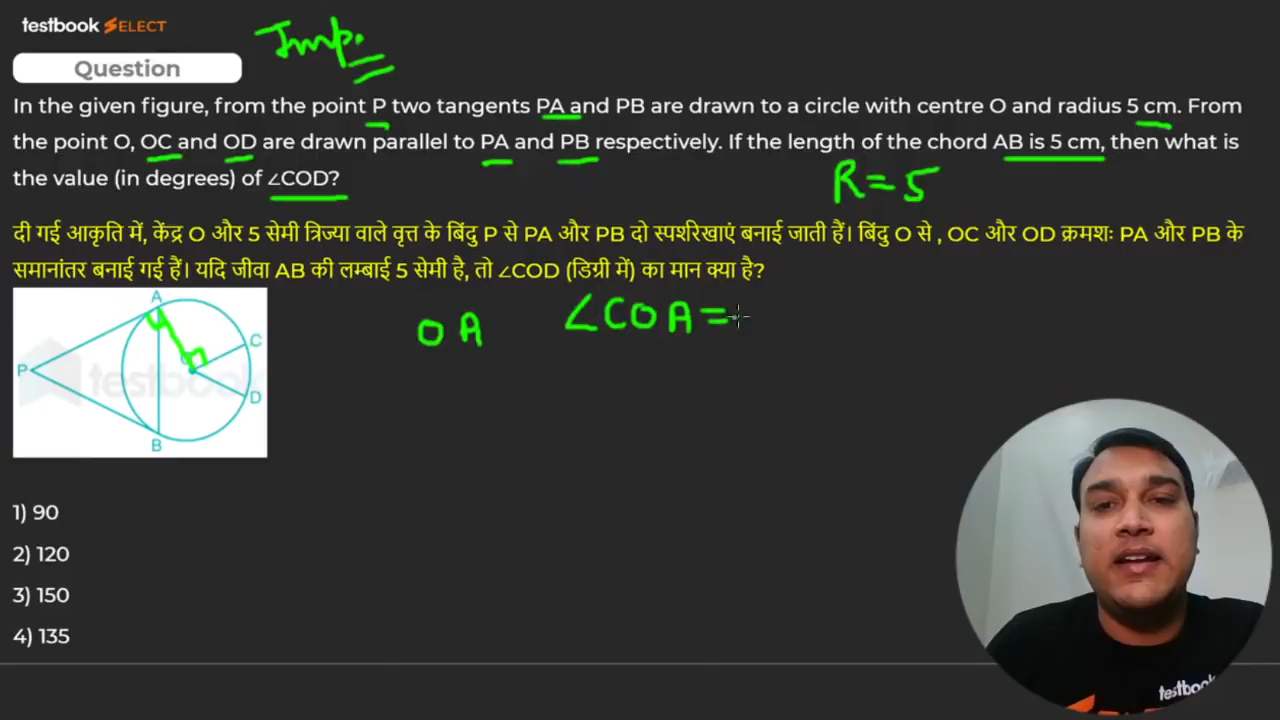 testbook SELECT
Imp.
Question
In the given figure, from the point P two tangents PA and PB are drawn to a circle with centre O and radius 5 cm. From
the point O, OC and OD are drawn parallel to PA and PB respectively. If the length of the chord AB is 5 cm, then what is
the value (in degrees) of ∠COD?
R=5
दी गई आकृति में, केंद्र O और 5 सेमी त्रिज्या वाले वृत्त के बिंदु P से PA और PB दो स्पर्शरेखाएं बनाई जाती हैं। बिंदु O से , OC और OD क्रमशः PA और PB के
समानांतर बनाई गई हैं। यदि जीवा AB की लम्बाई 5 सेमी है, तो ∠COD (डिग्री में) का मान क्या है?
A
OA ∠COA=
C
P
testbook
D
B
1) 90
2) 120
3) 150
4) 135
testbook